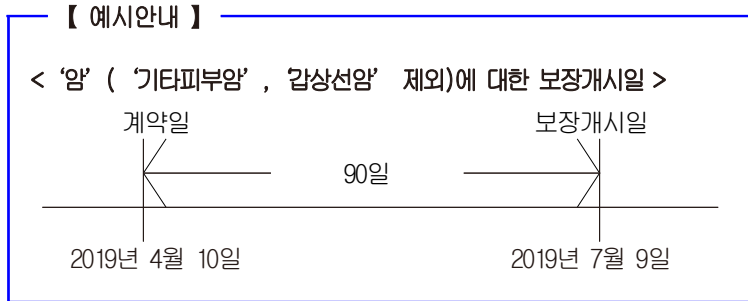 【 예시안내 】
< ‘암’ ( ‘기타피부암’ , ‘갑상선암’ 제외)에 대한 보장개시일 >
계약일 보장개시일
90일
2019년 4월 10일 2019년 7월 9일